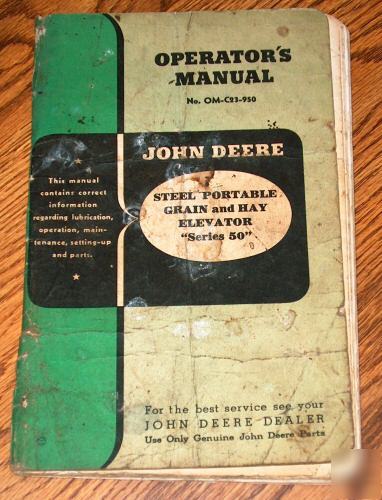 OPERATOR'S
MANUAL
No. OM-C23-950
JOHN DEERE
This manual
contains correct
information
regarding lubrication,
operation, main-
tenance, setting-up
and parts.
STEEL PORTABLE
GRAIN and HAY
ELEVATOR
"Series 50"
For the best service see your
JOHN DEERE DEALER
Use Only Genuine John Deere Parts